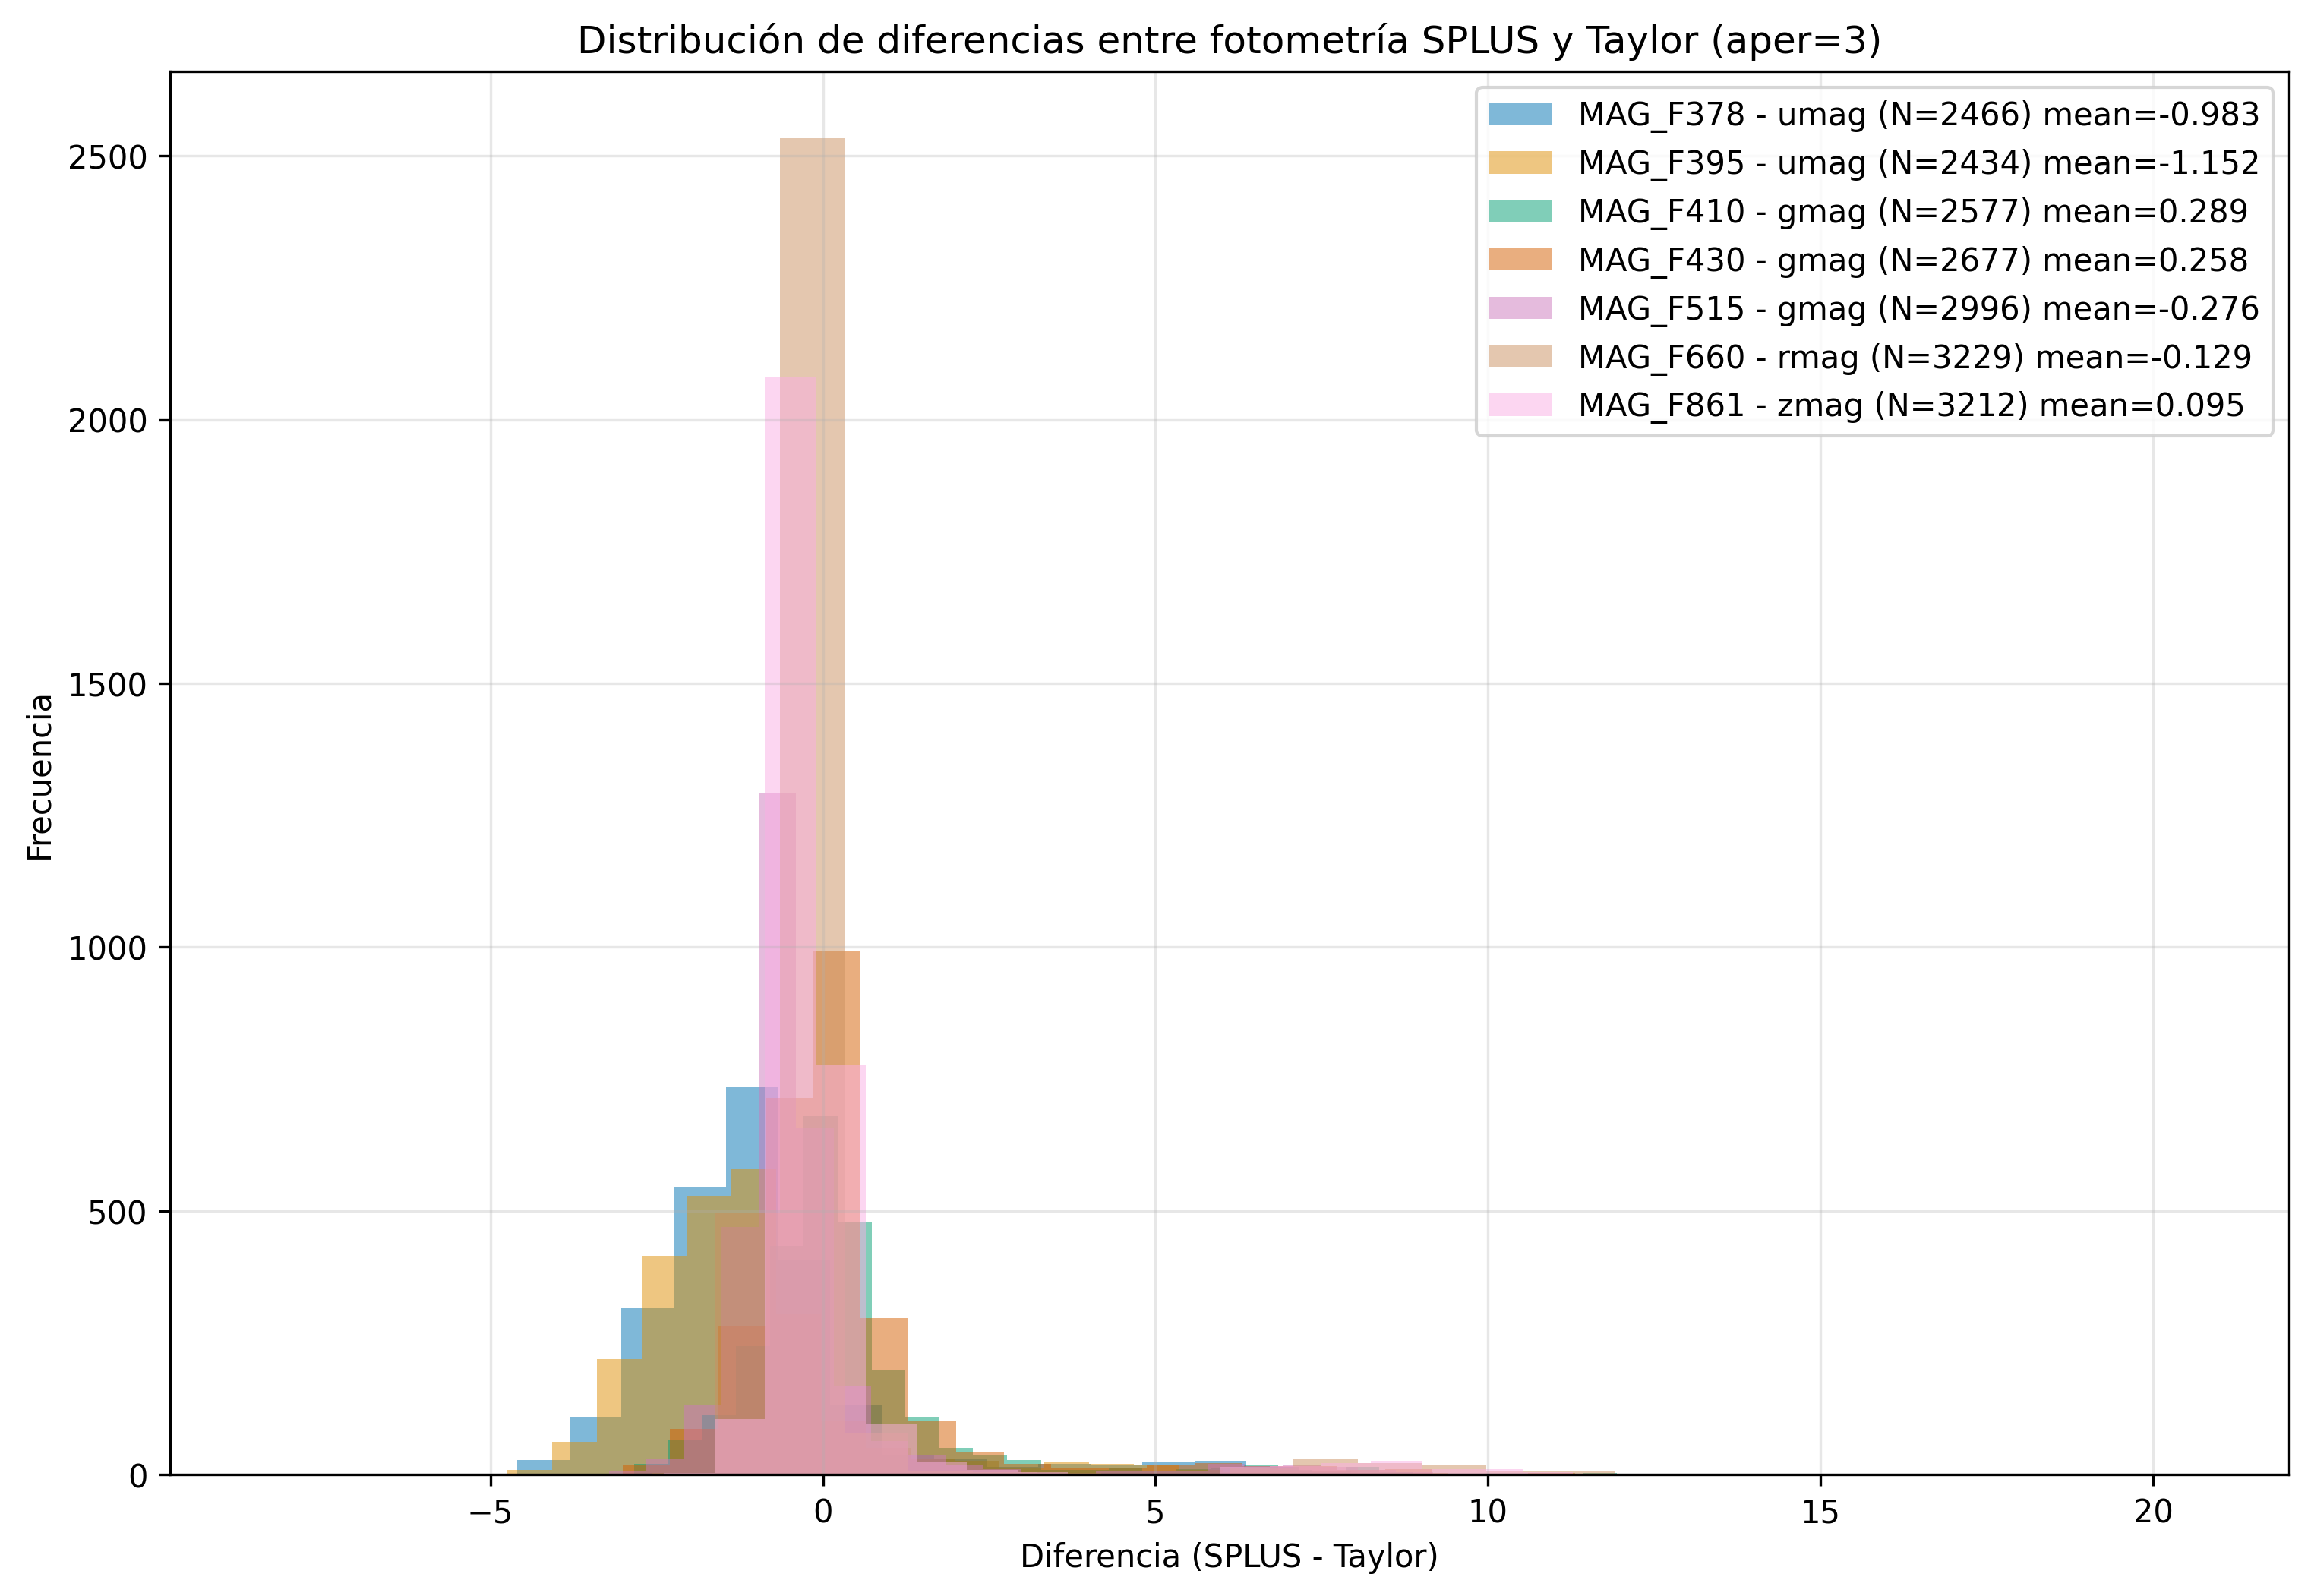 Distribución de diferencias entre fotometría SPLUS y Taylor (aper=3)
MAG_F378 - umag (N=2466) mean=-0.983
MAG_F395 - umag (N=2434) mean=-1.152
MAG_F410 - gmag (N=2577) mean=0.289
MAG_F430 - gmag (N=2677) mean=0.258
MAG_F515 - gmag (N=2996) mean=-0.276
MAG_F660 - rmag (N=3229) mean=-0.129
MAG_F861 - zmag (N=3212) mean=0.095
Frecuencia
2500
2000
1500
1000
500
0
−5 0 5 10 15 20
Diferencia (SPLUS - Taylor)